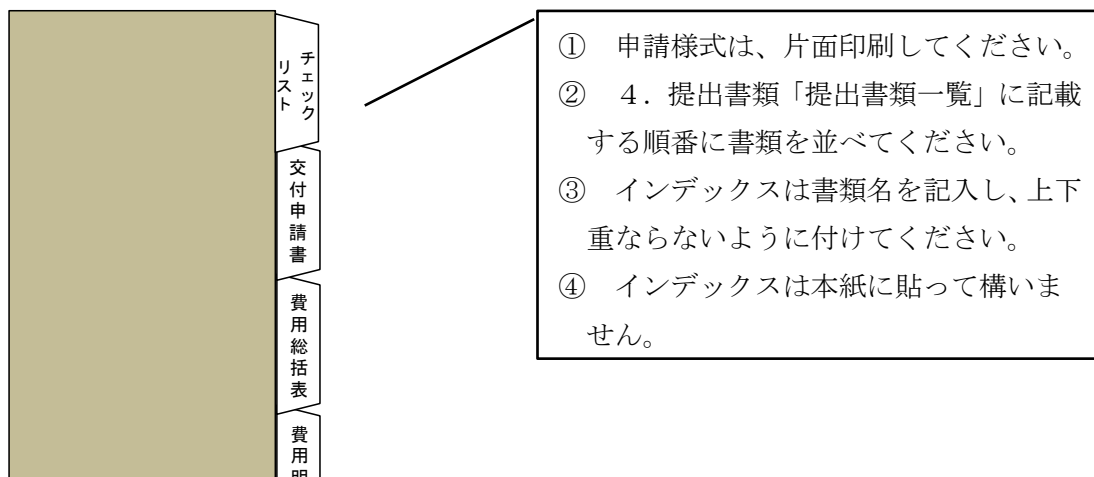 チェック
リスト
交付申請書
費用総括表
費用明
① 申請様式は、片面印刷してください。
② ４．提出書類「提出書類一覧」に記載
する順番に書類を並べてください。
③ インデックスは書類名を記入し、上下
重ならないように付けてください。
④ インデックスは本紙に貼って構いま
せん。